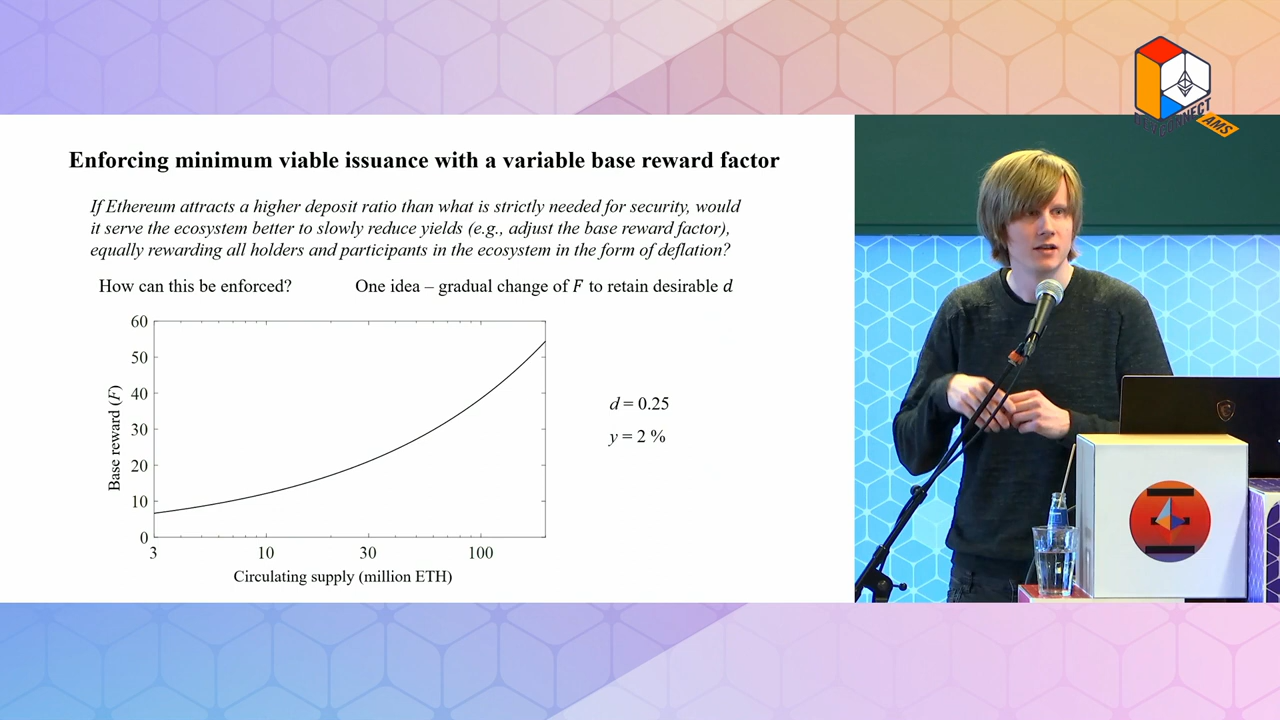 Enforcing minimum viable issuance with a variable base reward factor
If Ethereum attracts a higher deposit ratio than what is strictly needed for security, would
it serve the ecosystem better to slowly reduce yields (e.g., adjust the base reward factor),
equally rewarding all holders and participants in the ecosystem in the form of deflation?
How can this be enforced? One idea – gradual change of F to retain desirable d
60
50
40
30
20
10
0
Base reward (F)
3 10 30 100
Circulating supply (million ETH)
d = 0.25
y = 2 %
AMS